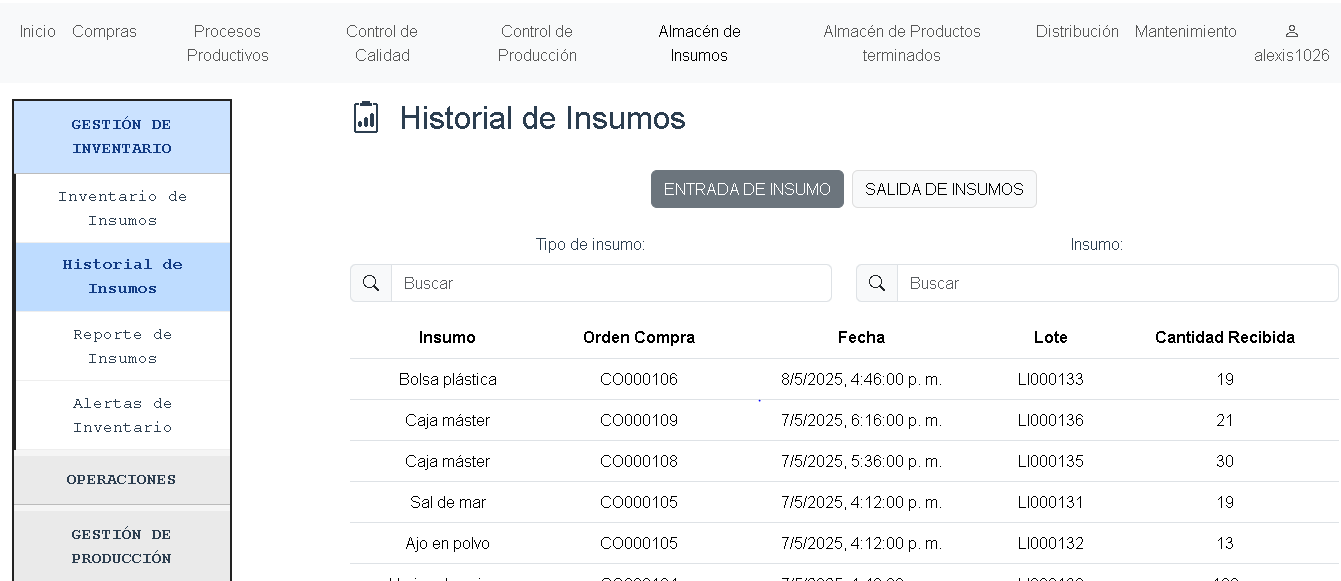 Inicio Compras Procesos Control de Control de Almacén de Almacén de Productos Distribución Mantenimiento
Productivos Calidad Producción Insumos terminados alexis1026
GESTIÓN DE
INVENTARIO
Inventario de
Insumos
Historial de
Insumos
Reporte de
Insumos
Alertas de
Inventario
OPERACIONES
GESTIÓN DE
PRODUCCIÓN
Historial de Insumos
ENTRADA DE INSUMO SALIDA DE INSUMOS
Tipo de insumo: Insumo:
Buscar Buscar
Insumo Orden Compra Fecha Lote Cantidad Recibida
Bolsa plástica CO000106 8/5/2025, 4:46:00 p. m. LI000133 19
Caja máster CO000109 7/5/2025, 6:16:00 p. m. LI000136 21
Caja máster CO000108 7/5/2025, 5:36:00 p. m. LI000135 30
Sal de mar CO000105 7/5/2025, 4:12:00 p. m. LI000131 19
Ajo en polvo CO000105 7/5/2025, 4:12:00 p. m. LI000132 13